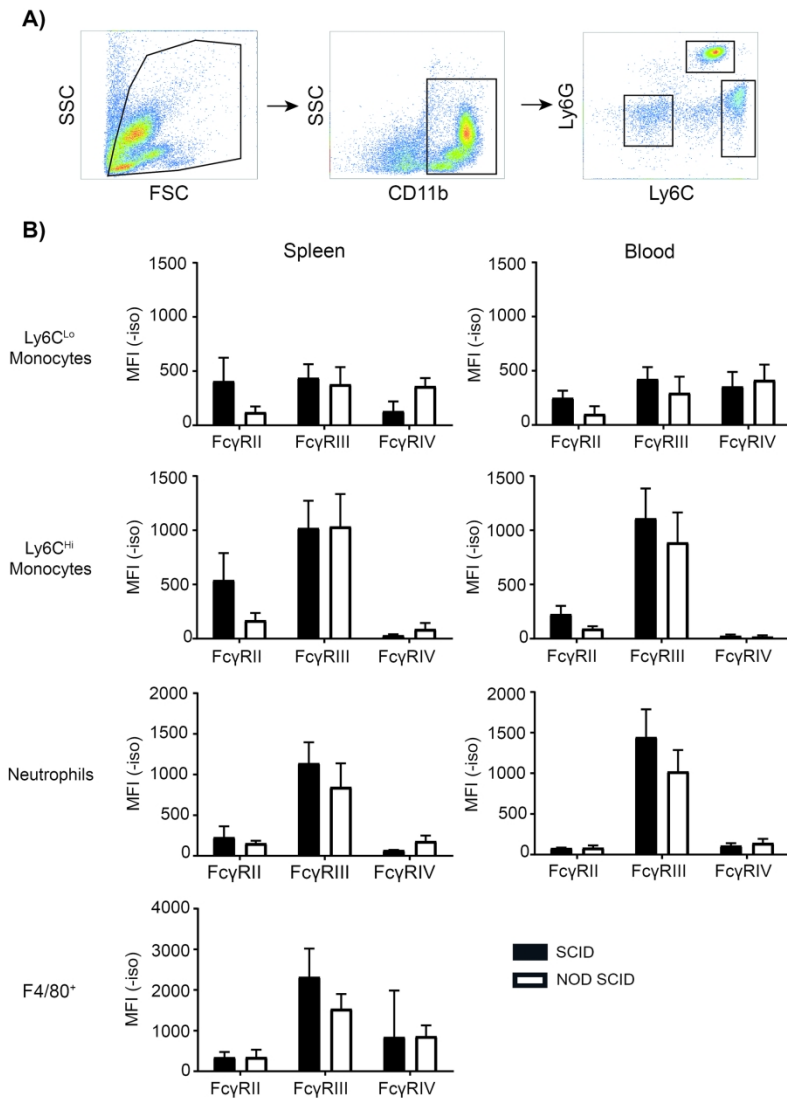 A)
SSC
FSC
SSC
CD11b
Ly6G
Ly6C
B)
Spleen
Blood
Ly6C^Lo
Monocytes
MFI (-iso)
1500
1000
500
0
FcγRII
FcγRIII
FcγRIV
MFI (-iso)
1500
1000
500
0
FcγRII
FcγRIII
FcγRIV
Ly6C^Hi
Monocytes
MFI (-iso)
1500
1000
500
0
FcγRII
FcγRIII
FcγRIV
MFI (-iso)
1500
1000
500
0
FcγRII
FcγRIII
FcγRIV
Neutrophils
MFI (-iso)
2000
1500
1000
500
0
FcγRII
FcγRIII
FcγRIV
MFI (-iso)
2000
1500
1000
500
0
FcγRII
FcγRIII
FcγRIV
F4/80⁺
MFI (-iso)
4000
3000
2000
1000
0
FcγRII
FcγRIII
FcγRIV
SCID
NOD SCID